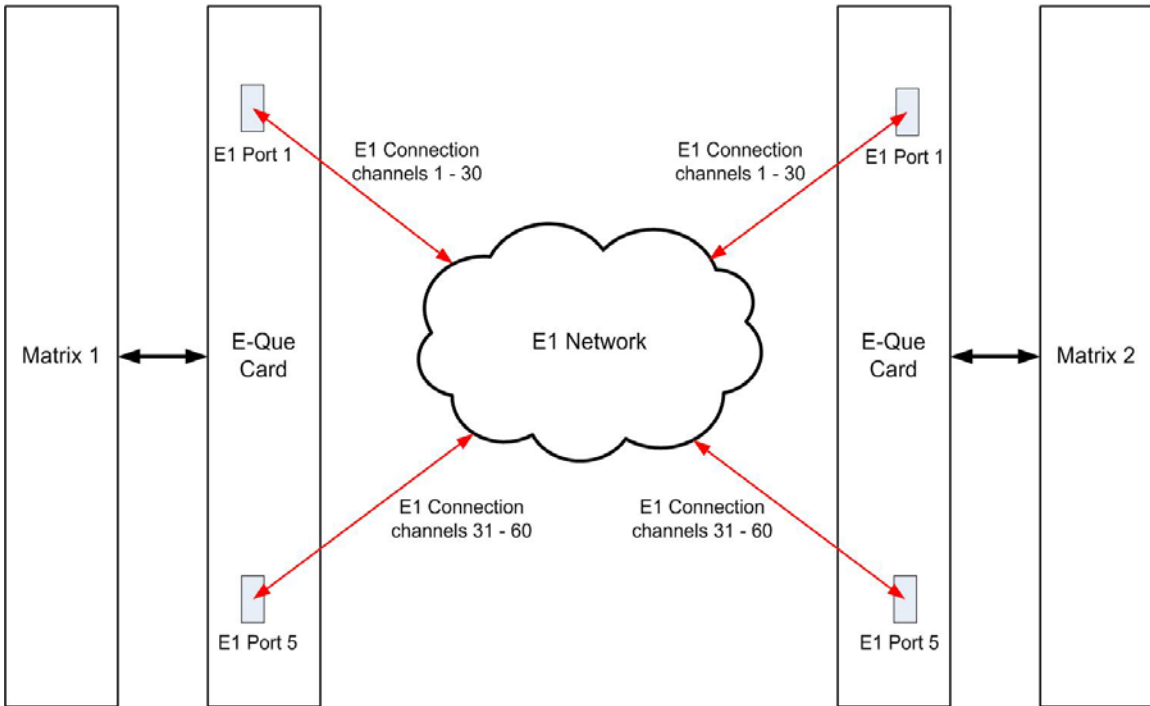 E1 Port 1
E1 Connection
channels 1 - 30
E1 Connection
channels 1 - 30
E1 Port 1
Matrix 1
E-Que
Card
E1 Network
E-Que
Card
Matrix 2
E1 Connection
channels 31 - 60
E1 Connection
channels 31 - 60
E1 Port 5
E1 Port 5